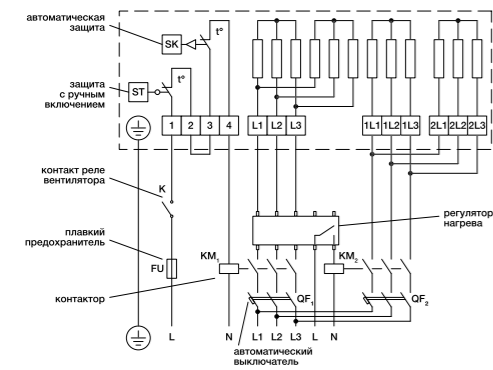 автоматическая
защита
SK
t°
защита
с ручным
включением
ST
t°
1 2 3 4 L1 L2 L3 1L1 1L2 1L3 2L1 2L2 2L3
контакт реле
вентилятора
K
регулятор
нагрева
плавкий
предохранитель
FU
KM1
KM2
контактор
QF1
QF2
L N L1 L2 L3 L N
автоматический
выключатель